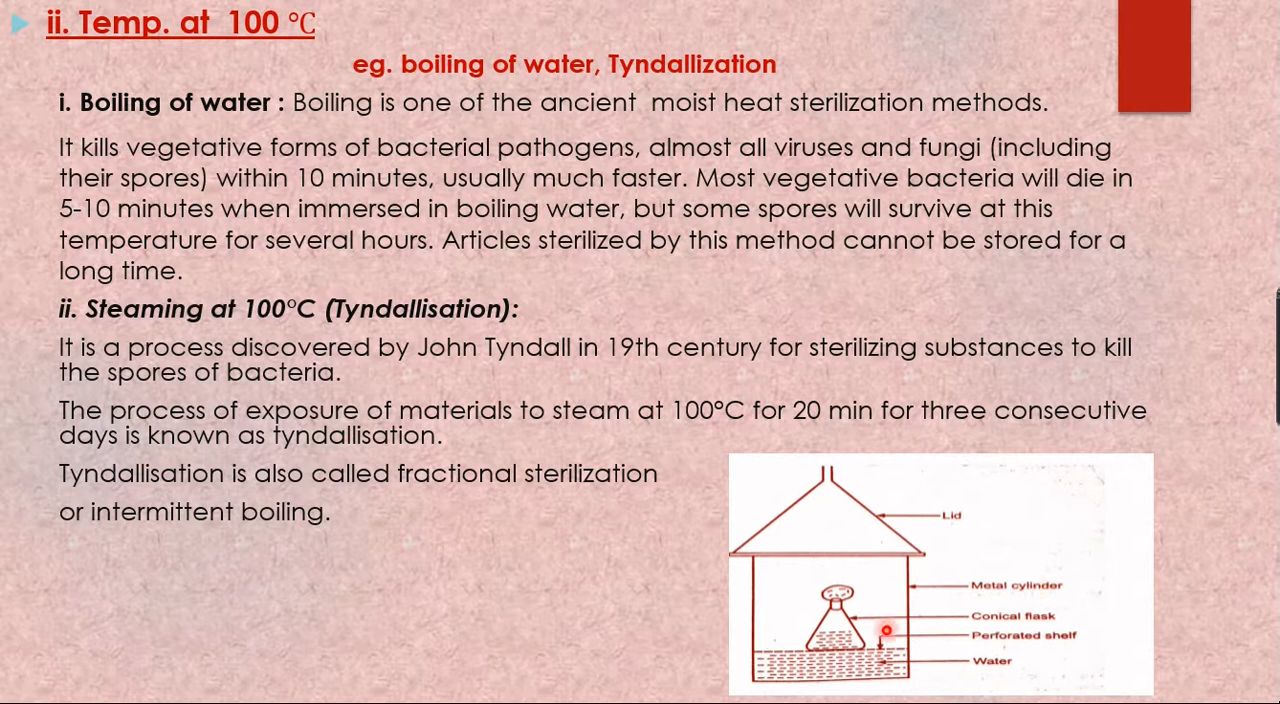 ii. Temp. at 100 °C
eg. boiling of water, Tyndallization
i. Boiling of water : Boiling is one of the ancient moist heat sterilization methods.
It kills vegetative forms of bacterial pathogens, almost all viruses and fungi (including
their spores) within 10 minutes, usually much faster. Most vegetative bacteria will die in
5-10 minutes when immersed in boiling water, but some spores will survive at this
temperature for several hours. Articles sterilized by this method cannot be stored for a
long time.
ii. Steaming at 100°C (Tyndallisation):
It is a process discovered by John Tyndall in 19th century for sterilizing substances to kill
the spores of bacteria.
The process of exposure of materials to steam at 100°C for 20 min for three consecutive
days is known as tyndallisation.
Tyndallisation is also called fractional sterilization
or intermittent boiling.
Lid
Metal cylinder
Conical flask
Perforated shelf
Water